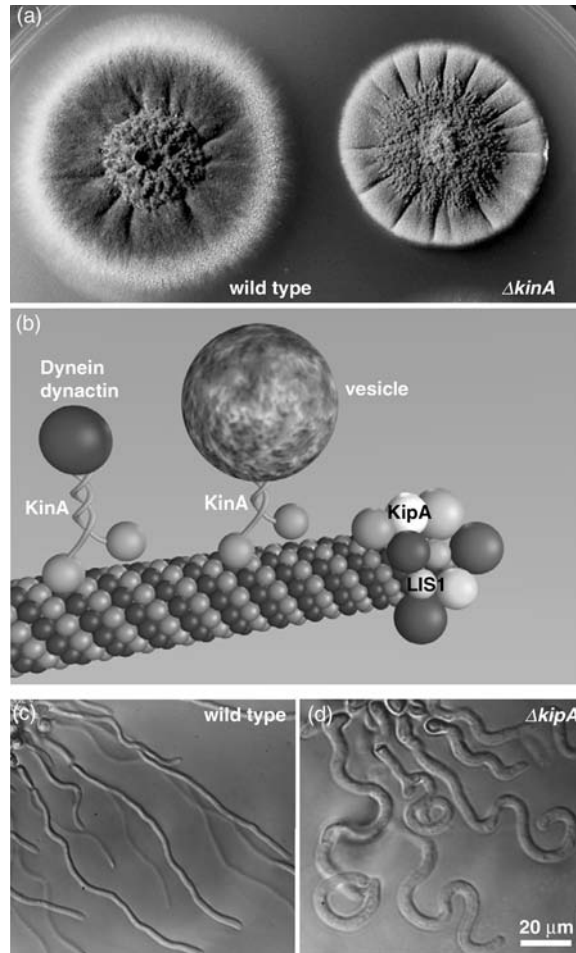 (a)
wild type
ΔkinA
(b)
Dynein
dynactin
vesicle
KinA
KinA
KipA
LIS1
(c)
wild type
(d)
ΔkipA
20 μm